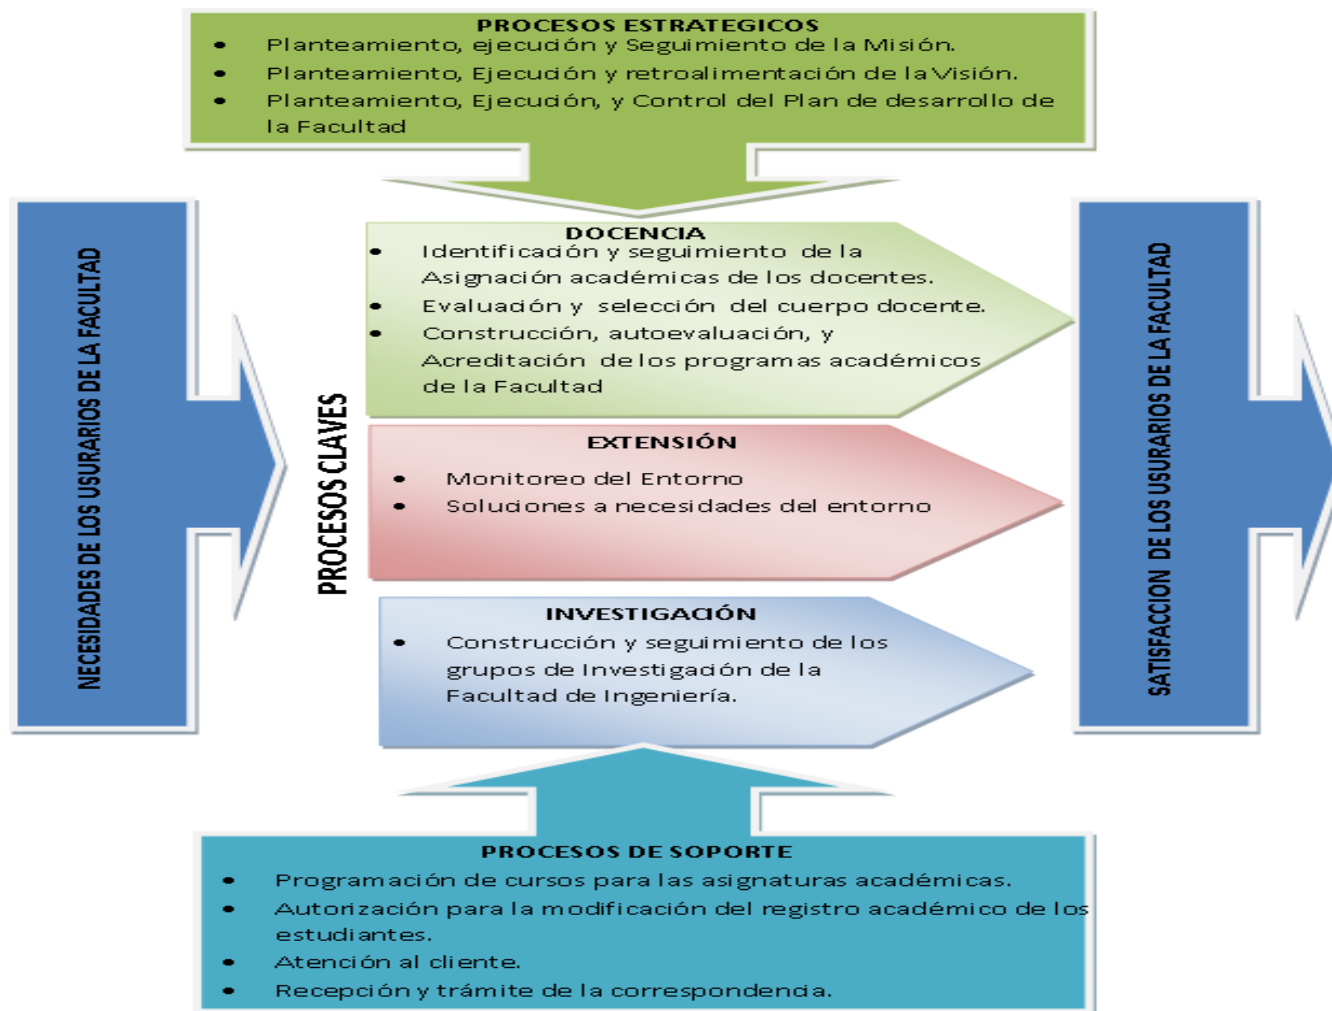 PROCESOS ESTRATEGICOS
• Planteamiento, ejecución y Seguimiento de la Misión.
• Planteamiento, Ejecución y retroalimentación de la Visión.
• Planteamiento, Ejecución, y Control del Plan de desarrollo de
la Facultad
NECESIDADES DE LOS USURARIOS DE LA FACULTAD
PROCESOS CLAVES
DOCENCIA
• Identificación y seguimiento de la
Asignación académicas de los docentes.
• Evaluación y selección del cuerpo docente.
• Construcción, autoevaluación, y
Acreditación de los programas académicos
de la Facultad
EXTENSIÓN
• Monitoreo del Entorno
• Soluciones a necesidades del entorno
INVESTIGACIÓN
• Construcción y seguimiento de los
grupos de Investigación de la
Facultad de Ingeniería.
SATISFACCION DE LOS USURARIOS DE LA FACULTAD
PROCESOS DE SOPORTE
• Programación de cursos para las asignaturas académicas.
• Autorización para la modificación del registro académico de los
estudiantes.
• Atención al cliente.
• Recepción y trámite de la correspondencia.